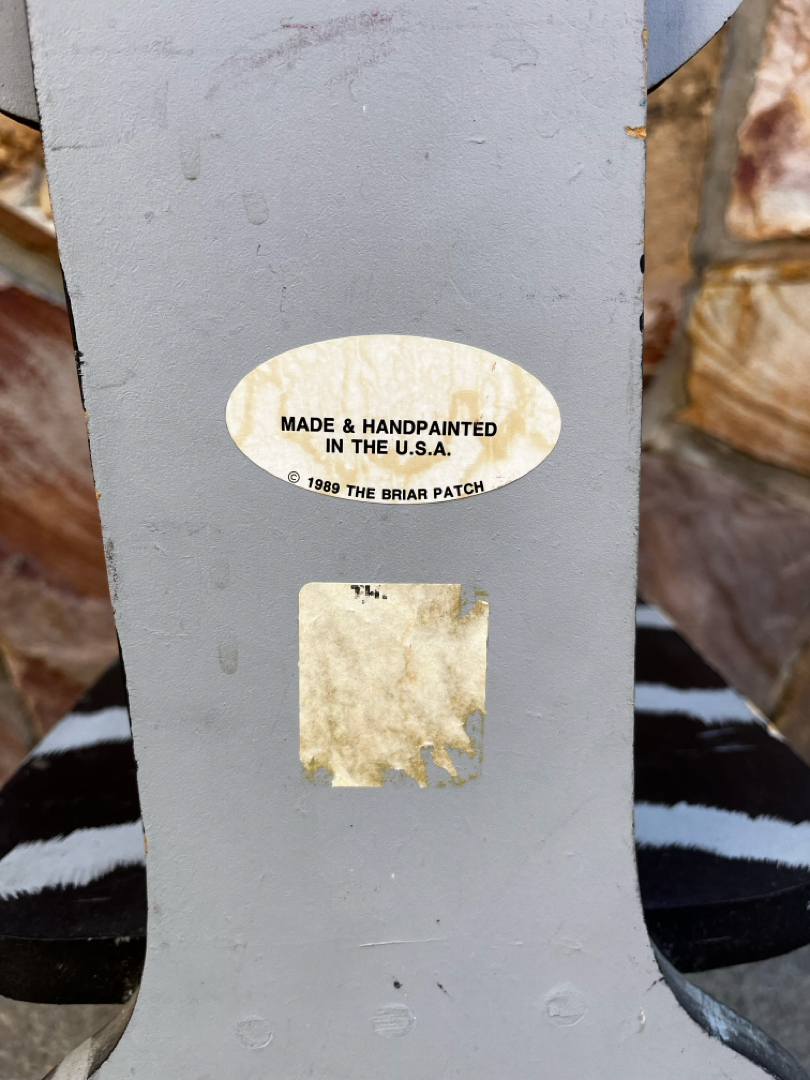 MADE & HANDPAINTED
IN THE U.S.A.
© 1989 THE BRIAR PATCH